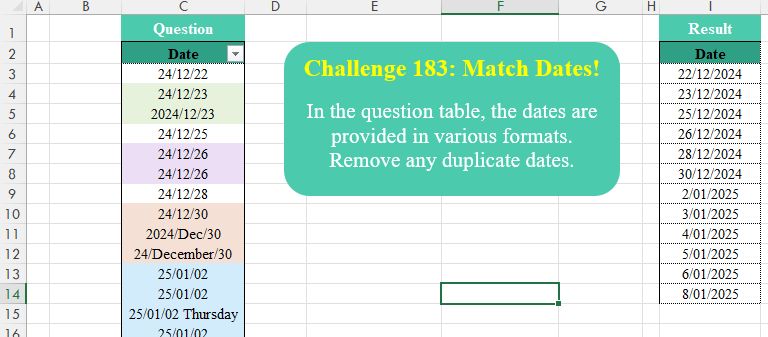 A B C D E F G H I
1 Question Result
2 Date Date
3 24/12/22 22/12/2024
4 24/12/23 23/12/2024
5 2024/12/23 25/12/2024
6 24/12/25 26/12/2024
7 24/12/26 28/12/2024
8 24/12/26 30/12/2024
9 24/12/28 2/01/2025
10 24/12/30 3/01/2025
11 2024/Dec/30 4/01/2025
12 24/December/30 5/01/2025
13 25/01/02 6/01/2025
14 25/01/02 8/01/2025
15 25/01/02 Thursday
16 25/01/02
Challenge 183: Match Dates!
In the question table, the dates are
provided in various formats.
Remove any duplicate dates.